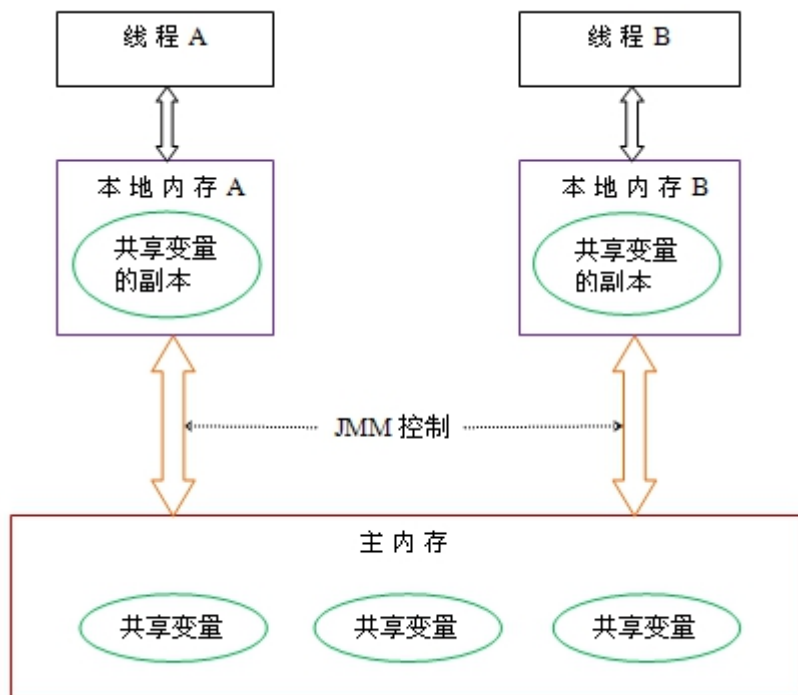 线程 A
线程 B
本地内存 A
本地内存 B
共享变量
的副本
共享变量
的副本
JMM 控制
主内存
共享变量
共享变量
共享变量